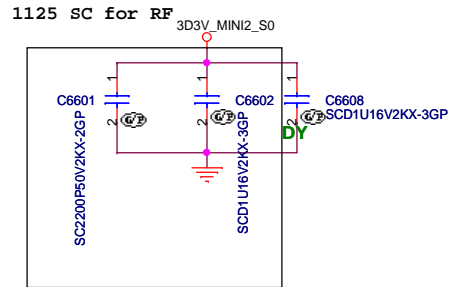 1125 SC for RF
3D3V_MINI2_S0
1
1
1
C6601
C6602
C6608
SCD1U16V2KX-3GP
2
G/P
2
G/P
2
G/P
DY
SC2200P50V2KX-2GP
SCD1U16V2KX-3GP